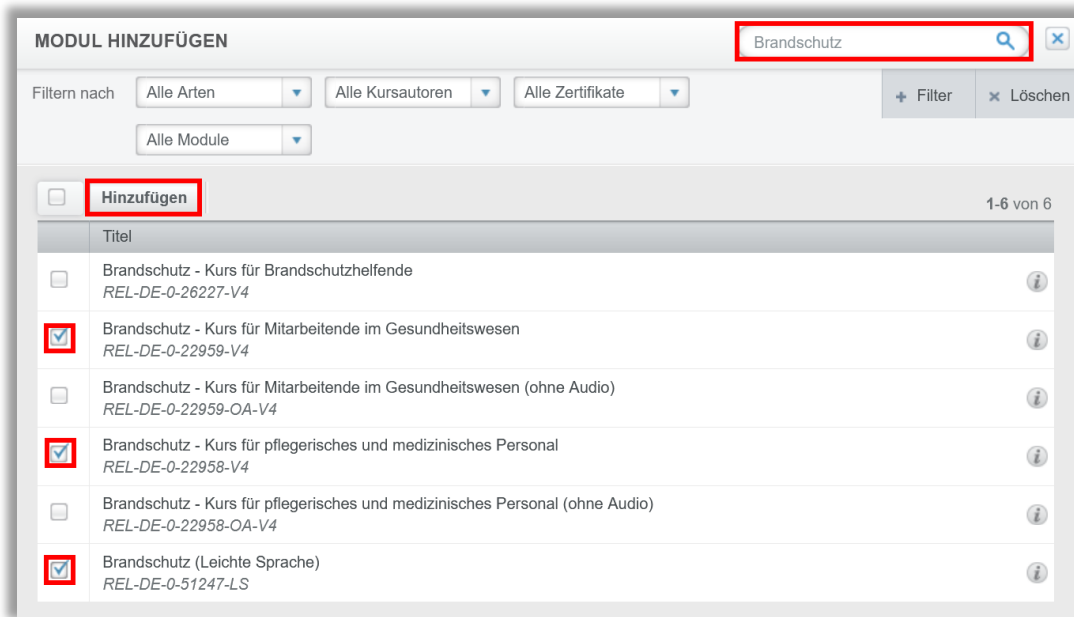 MODUL HINZUFÜGEN
Brandschutz
Filtern nach Alle Arten Alle Kursautoren Alle Zertifikate
+ Filter × Löschen
Alle Module
Hinzufügen
1-6 von 6
Titel
Brandschutz - Kurs für Brandschutzhelfende
REL-DE-0-26227-V4
Brandschutz - Kurs für Mitarbeitende im Gesundheitswesen
REL-DE-0-22959-V4
Brandschutz - Kurs für Mitarbeitende im Gesundheitswesen (ohne Audio)
REL-DE-0-22959-OA-V4
Brandschutz - Kurs für pflegerisches und medizinisches Personal
REL-DE-0-22958-V4
Brandschutz - Kurs für pflegerisches und medizinisches Personal (ohne Audio)
REL-DE-0-22958-OA-V4
Brandschutz (Leichte Sprache)
REL-DE-0-51247-LS